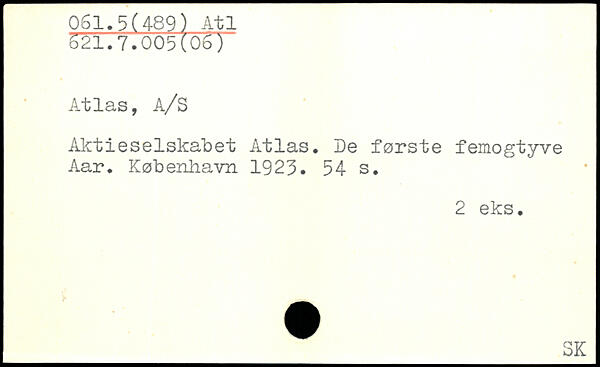 061.5(489) Atl
621.7.005(06)
Atlas, A/S
Aktieselskabet Atlas. De første femogtyve
Aar. København 1923. 54 s.
2 eks.
SK